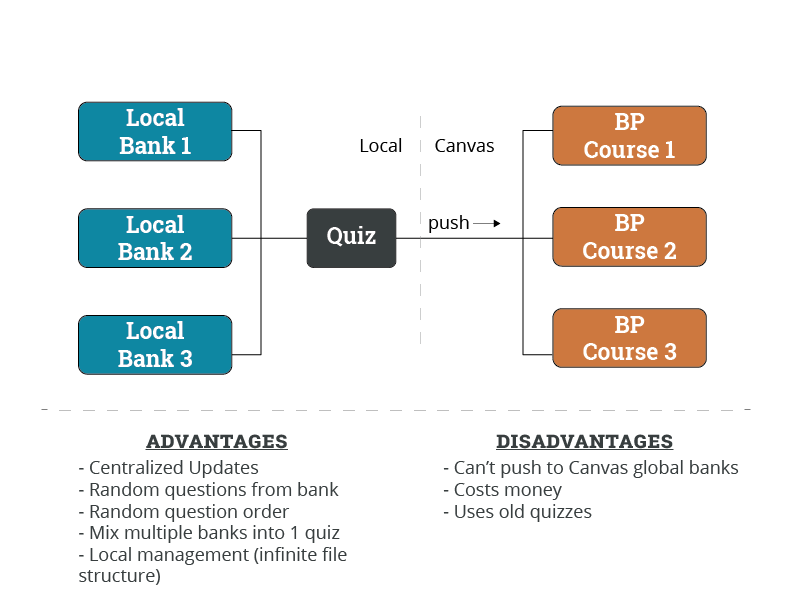 Local
Bank 1
Local
Bank 2
Local
Bank 3
Quiz
Local
Canvas
push
BP
Course 1
BP
Course 2
BP
Course 3
ADVANTAGES
- Centralized Updates
- Random questions from bank
- Random question order
- Mix multiple banks into 1 quiz
- Local management (infinite file
structure)
DISADVANTAGES
- Can’t push to Canvas global banks
- Costs money
- Uses old quizzes